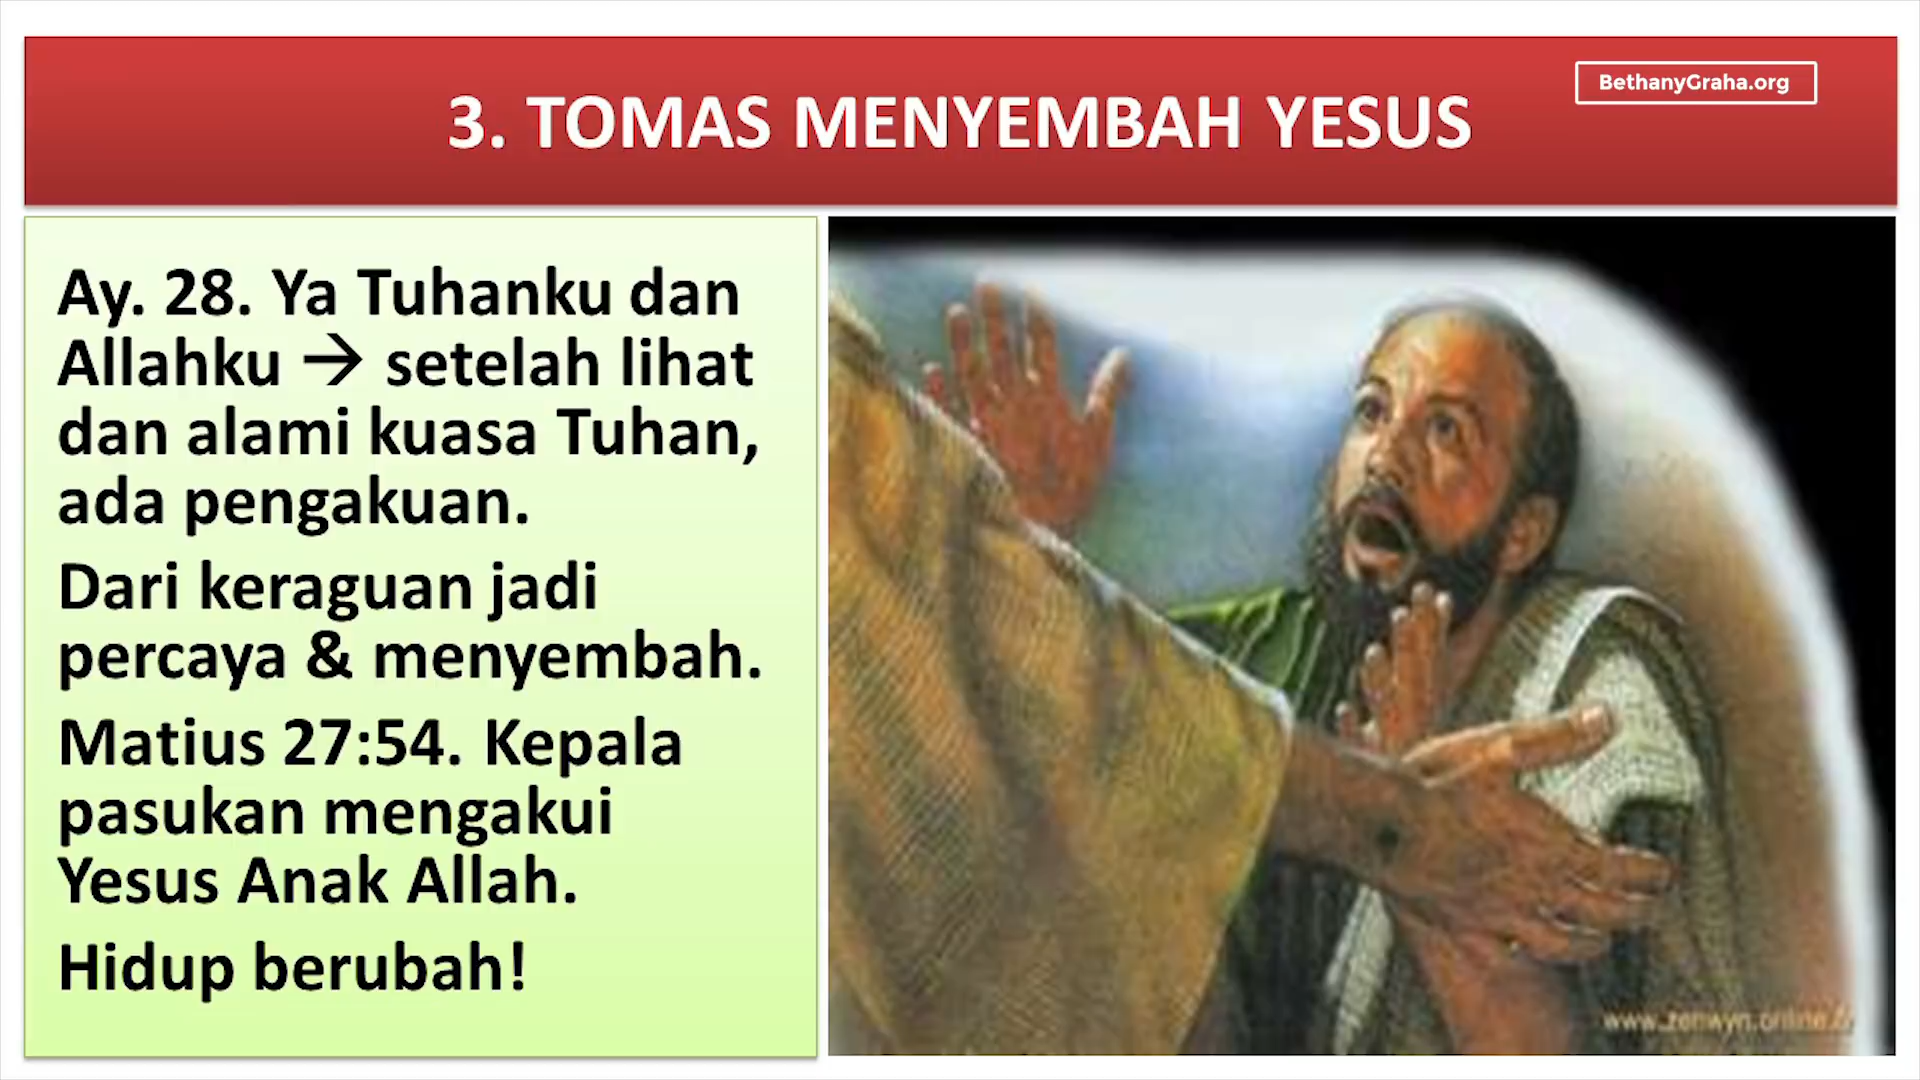 3. TOMAS MENYEMBAH YESUS
BethanyGraha.org
Ay. 28. Ya Tuhanku dan
Allahku → setelah lihat
dan alami kuasa Tuhan,
ada pengakuan.
Dari keraguan jadi
percaya & menyembah.
Matius 27:54. Kepala
pasukan mengakui
Yesus Anak Allah.
Hidup berubah!